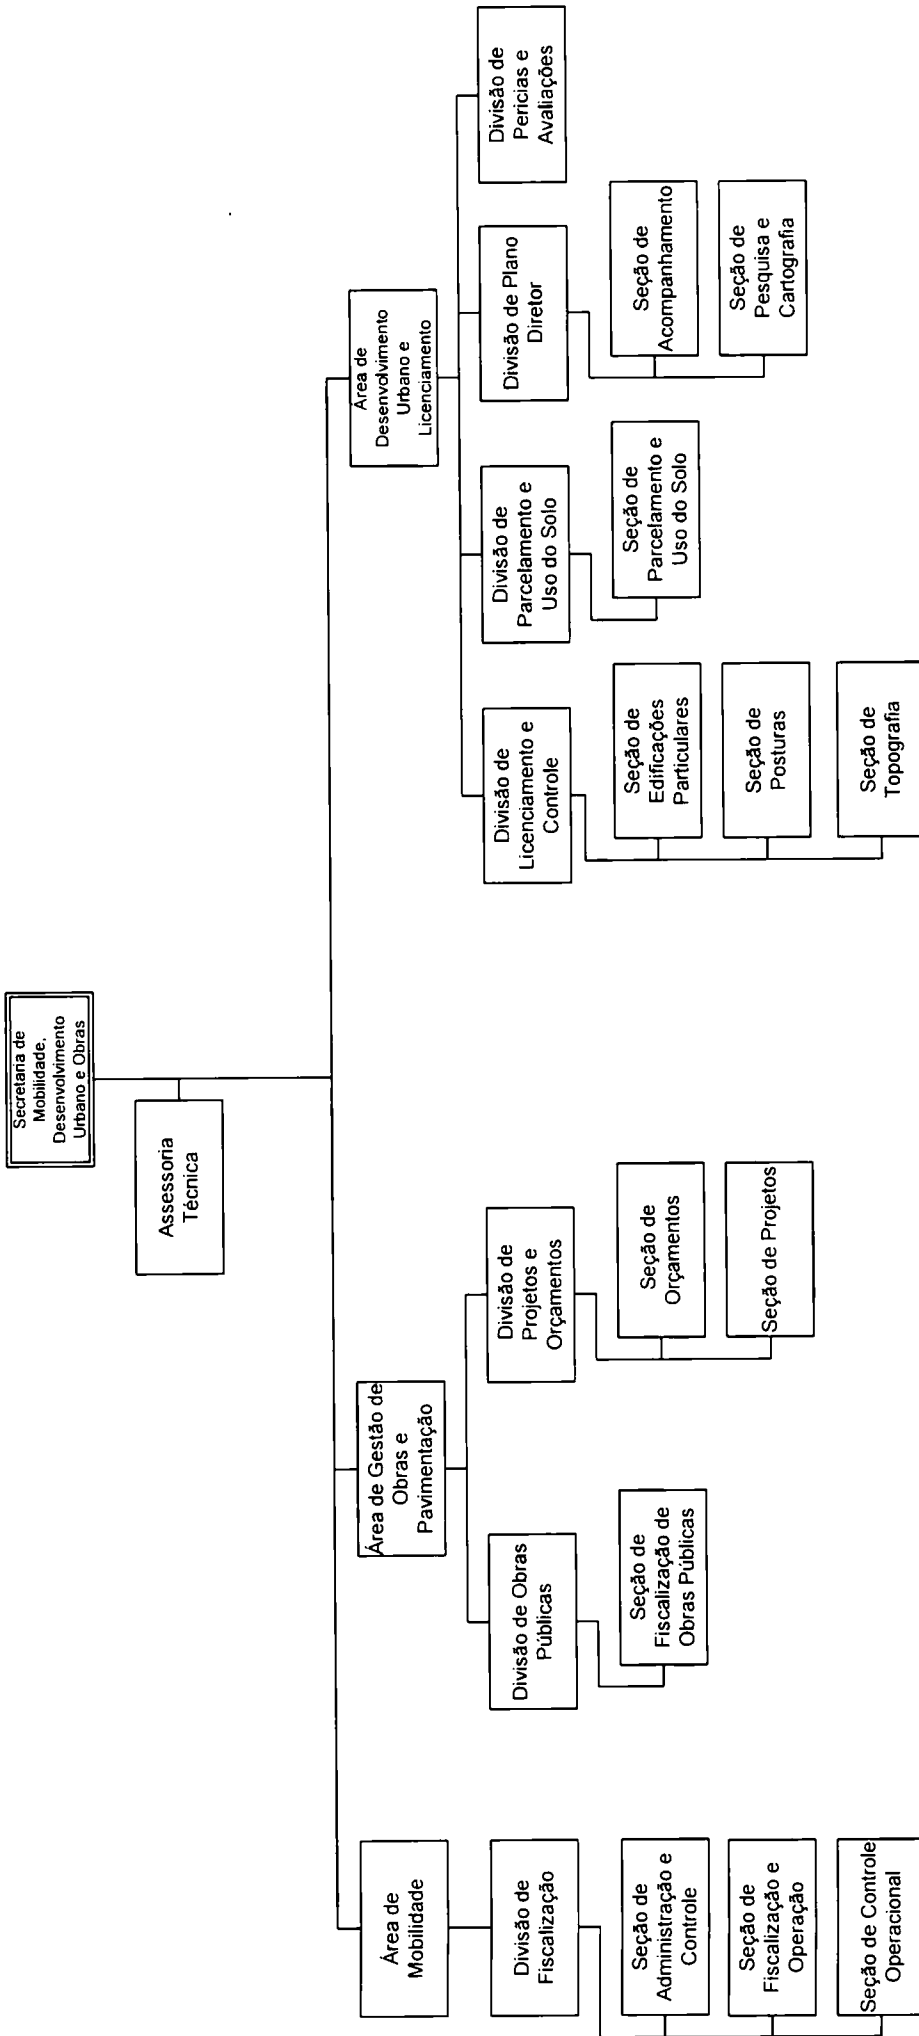 Secretaria de
Mobilidade,
Desenvolvimento
Urbano e Obras
Assessoria
Técnica
Área de
Mobilidade
Divisão de
Fiscalização
Seção de
Administração e
Controle
Seção de
Fiscalização e
Operação
Seção de Controle
Operacional
Área de Gestão de
Obras e
Pavimentação
Divisão de Obras
Públicas
Seção de
Fiscalização de
Obras Públicas
Divisão de
Projetos e
Orçamentos
Seção de
Orçamentos
Seção de Projetos
Área de
Desenvolvimento
Urbano e
Licenciamento
Divisão de
Licenciamento e
Controle
Seção de
Edificações
Particulares
Seção de
Posturas
Seção de
Topografia
Divisão de
Parcelamento e
Uso do Solo
Seção de
Parcelamento e
Uso do Solo
Divisão de Plano
Diretor
Seção de
Acompanhamento
Seção de
Pesquisa e
Cartografia
Divisão de
Pericias e
Avaliações